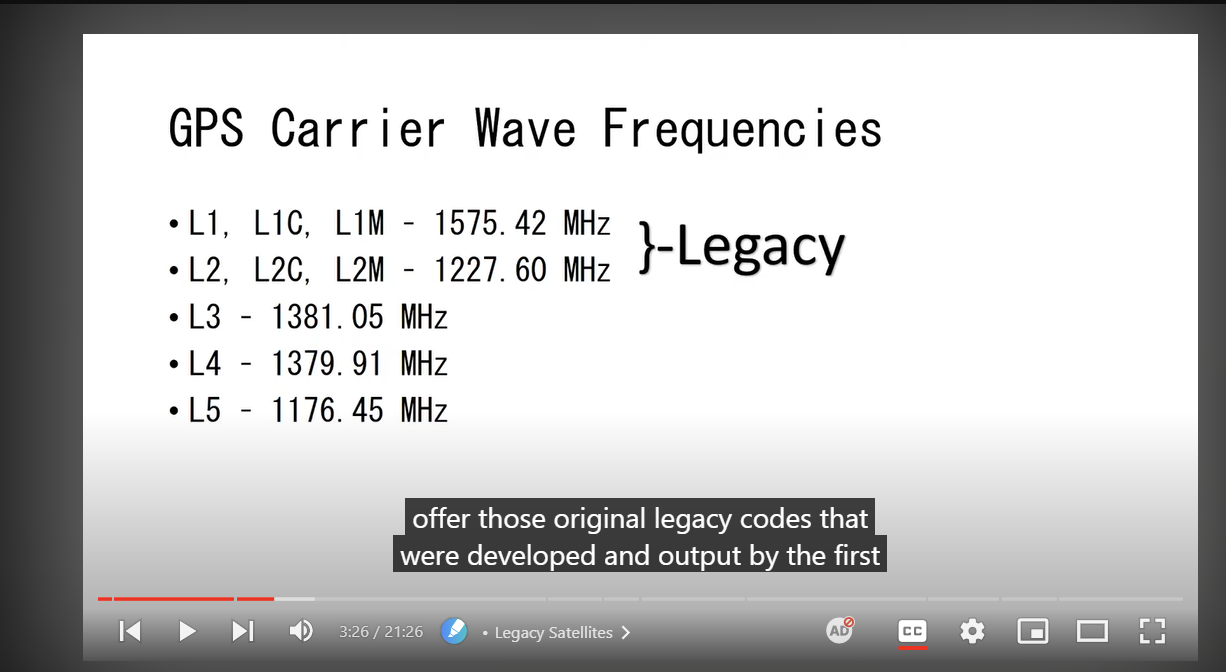 GPS Carrier Wave Frequencies
• L1, L1C, L1M – 1575.42 MHz
}-Legacy
• L2, L2C, L2M – 1227.60 MHz
• L3 – 1381.05 MHz
• L4 – 1379.91 MHz
• L5 – 1176.45 MHz
offer those original legacy codes that
were developed and output by the first
3:26 / 21:26 • Legacy Satellites AD CC